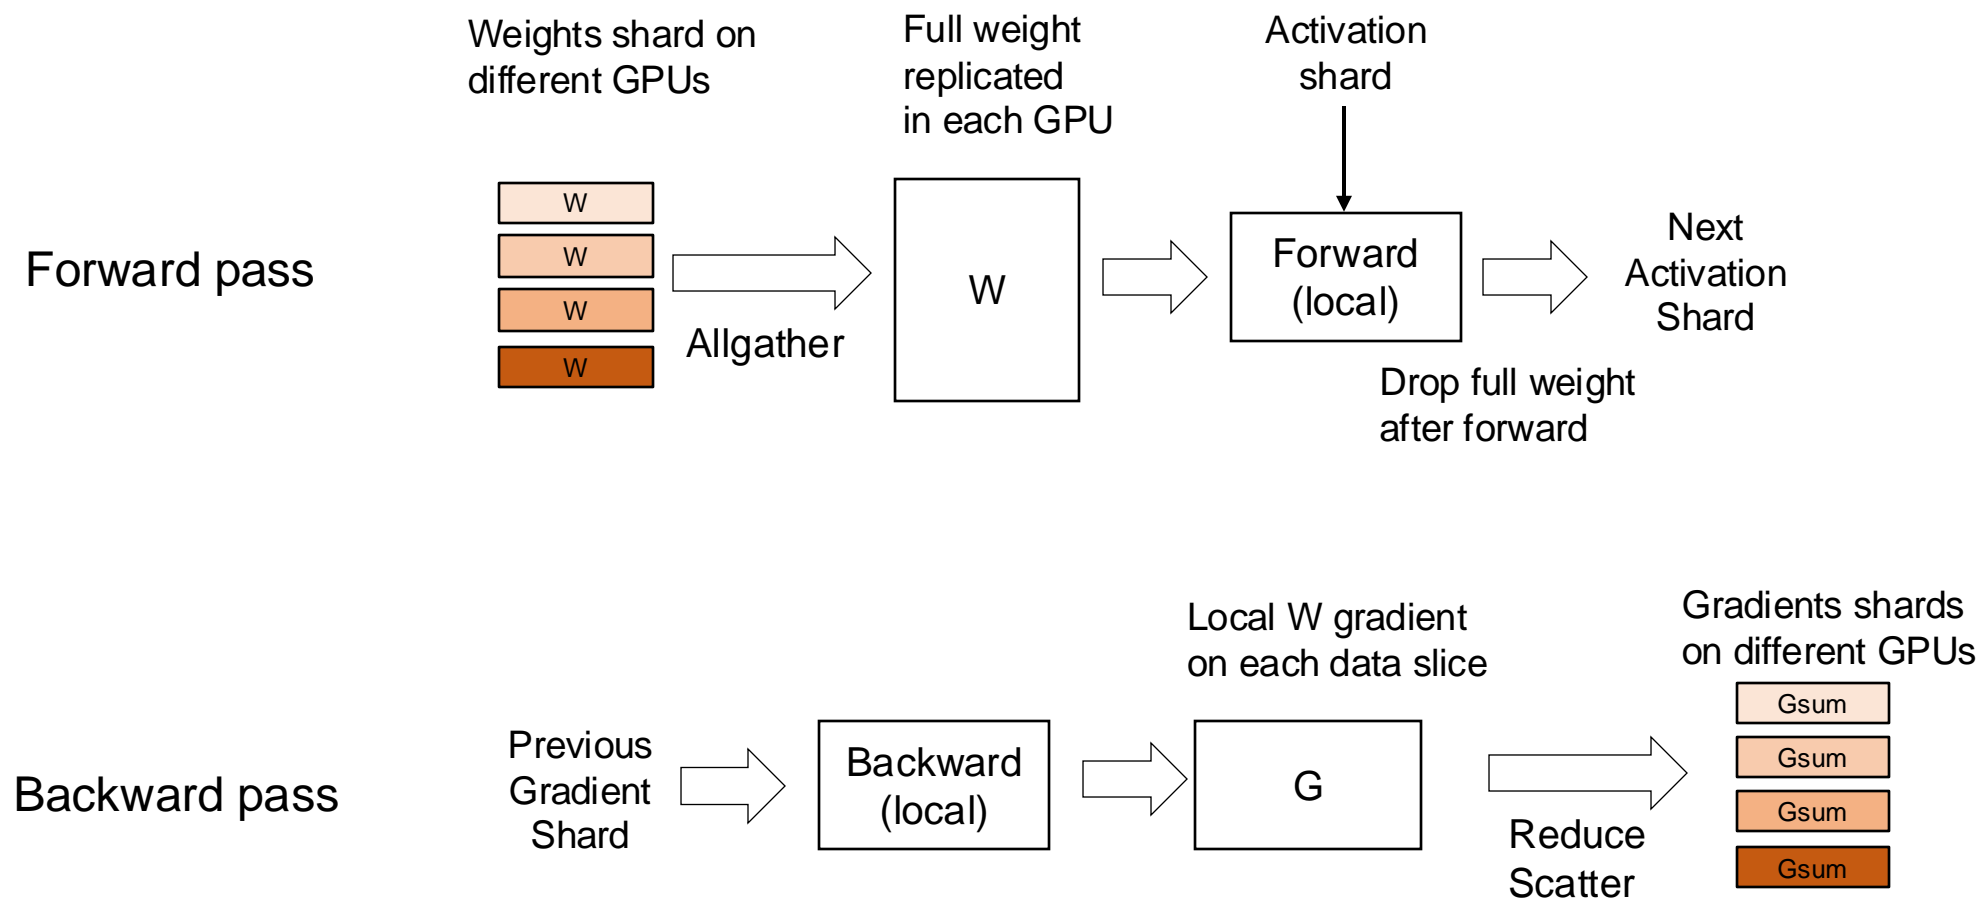 Weights shard on
different GPUs
Full weight
replicated
in each GPU
Activation
shard
Forward pass
W
W
W
W
Allgather
W
Forward
(local)
Next
Activation
Shard
Drop full weight
after forward
Backward pass
Previous
Gradient
Shard
Backward
(local)
Local W gradient
on each data slice
G
Reduce
Scatter
Gradients shards
on different GPUs
Gsum
Gsum
Gsum
Gsum